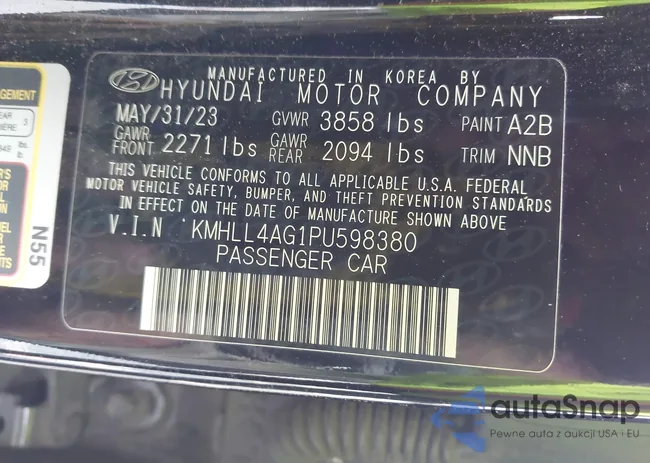 MANUFACTURED IN KOREA BY
HYUNDAI MOTOR COMPANY
MAY/31/23 GVWR 3858 lbs PAINT A2B
GAWR FRONT 2271 lbs GAWR REAR 2094 lbs TRIM NNB
THIS VEHICLE CONFORMS TO ALL APPLICABLE U.S.A. FEDERAL
MOTOR VEHICLE SAFETY, BUMPER, AND THEFT PREVENTION STANDARDS
IN EFFECT ON THE DATE OF MANUFACTURE SHOWN ABOVE
V.I.N KMHLL4AG1PU598380
PASSENGER CAR
N55
autaSnap
Pewne auta z aukcji USA i EU